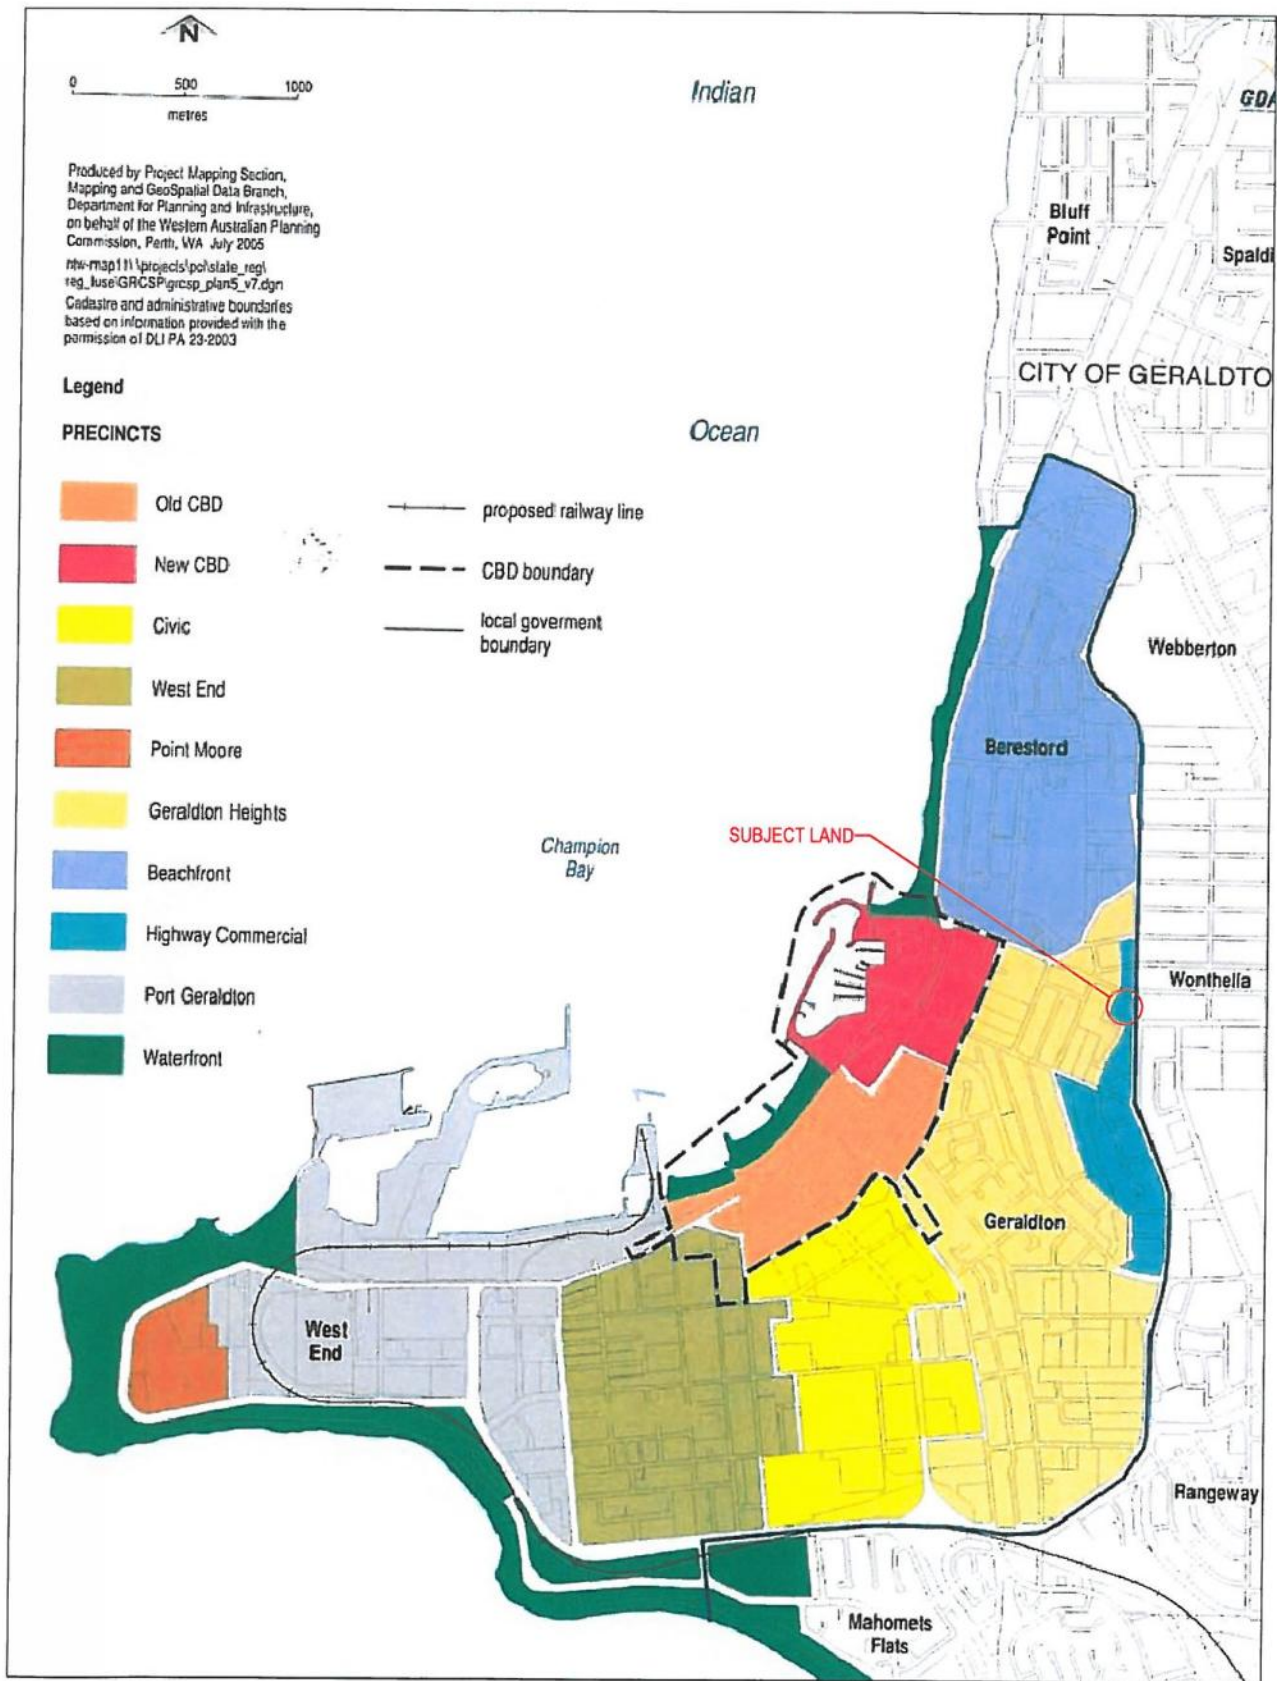 N
0 500 1000
metres
Produced by Project Mapping Section,
Mapping and GeoSpatial Data Branch,
Department for Planning and Infrastructure,
on behalf of the Western Australian Planning
Commission, Perth, WA July 2005
Cadastre and administrative boundaries
based on information provided with the
permission of DLI PA 23-2003
Legend
PRECINCTS
Old CBD
New CBD
Civic
West End
Point Moore
Geraldton Heights
Beachfront
Highway Commercial
Port Geraldton
Waterfront
proposed railway line
CBD boundary
local goverment
boundary
Indian
Ocean
Champion
Bay
SUBJECT LAND
GDA
Bluff
Point
Spaldi
CITY OF GERALDTO
Webberton
Beresford
Wonthella
Geraldton
West
End
Rangeway
Mahomets
Flats